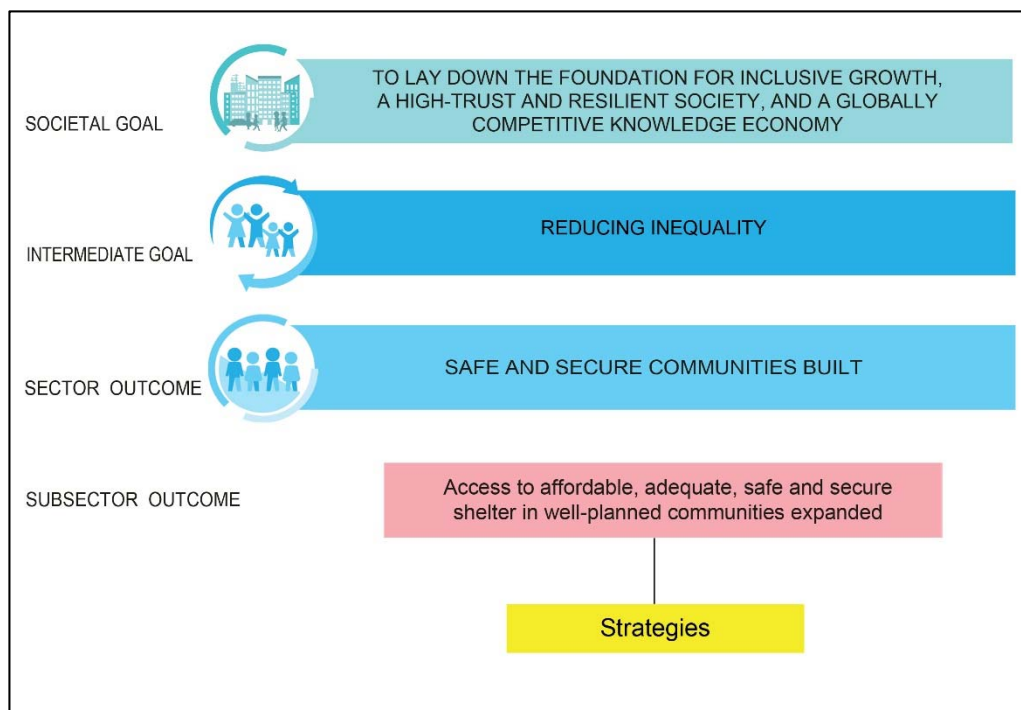 TO LAY DOWN THE FOUNDATION FOR INCLUSIVE GROWTH,
A HIGH-TRUST AND RESILIENT SOCIETY, AND A GLOBALLY
COMPETITIVE KNOWLEDGE ECONOMY
SOCIETAL GOAL
REDUCING INEQUALITY
INTERMEDIATE GOAL
SAFE AND SECURE COMMUNITIES BUILT
SECTOR OUTCOME
SUBSECTOR OUTCOME
Access to affordable, adequate, safe and secure
shelter in well-planned communities expanded
Strategies